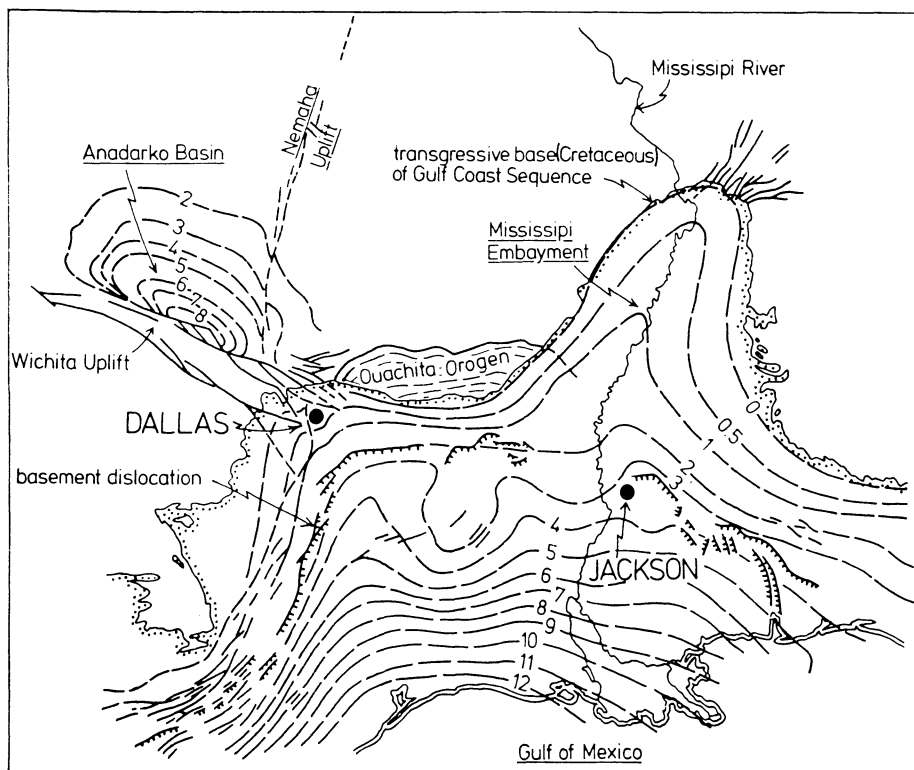 Mississipi River
Nemaha
Uplift
Anadarko Basin
transgressive base(Cretaceous)
of Gulf Coast Sequence
2
3
4
5
6
7
8
Mississipi
Embayment
Wichita Uplift
Ouachita Orogen
DALLAS
0
0.5
1
basement dislocation
2
3
4
JACKSON
5
6
7
8
9
10
11
12
Gulf of Mexico